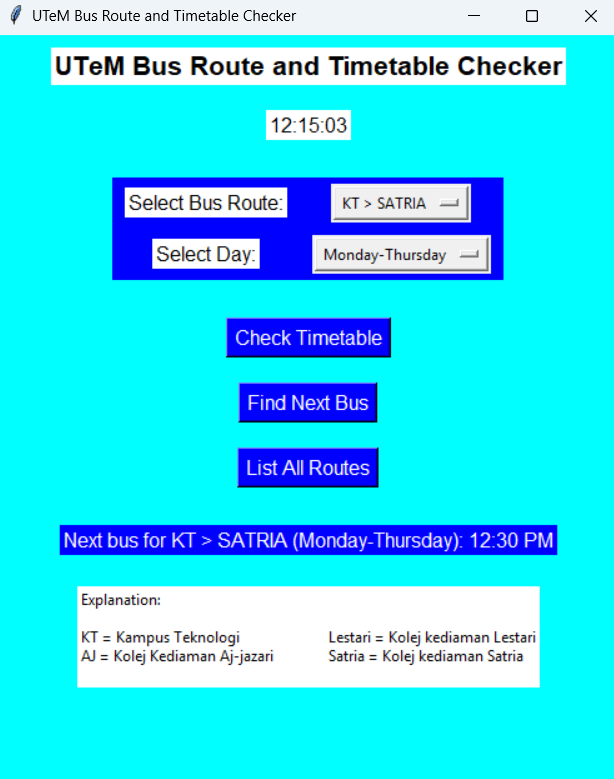 UTeM Bus Route and Timetable Checker
UTeM Bus Route and Timetable Checker
12:15:03
Select Bus Route: KT > SATRIA
Select Day: Monday-Thursday
Check Timetable
Find Next Bus
List All Routes
Next bus for KT > SATRIA (Monday-Thursday): 12:30 PM
Explanation:
KT = Kampus Teknologi Lestari = Kolej kediaman Lestari
AJ = Kolej Kediaman Aj-jazari Satria = Kolej kediaman Satria